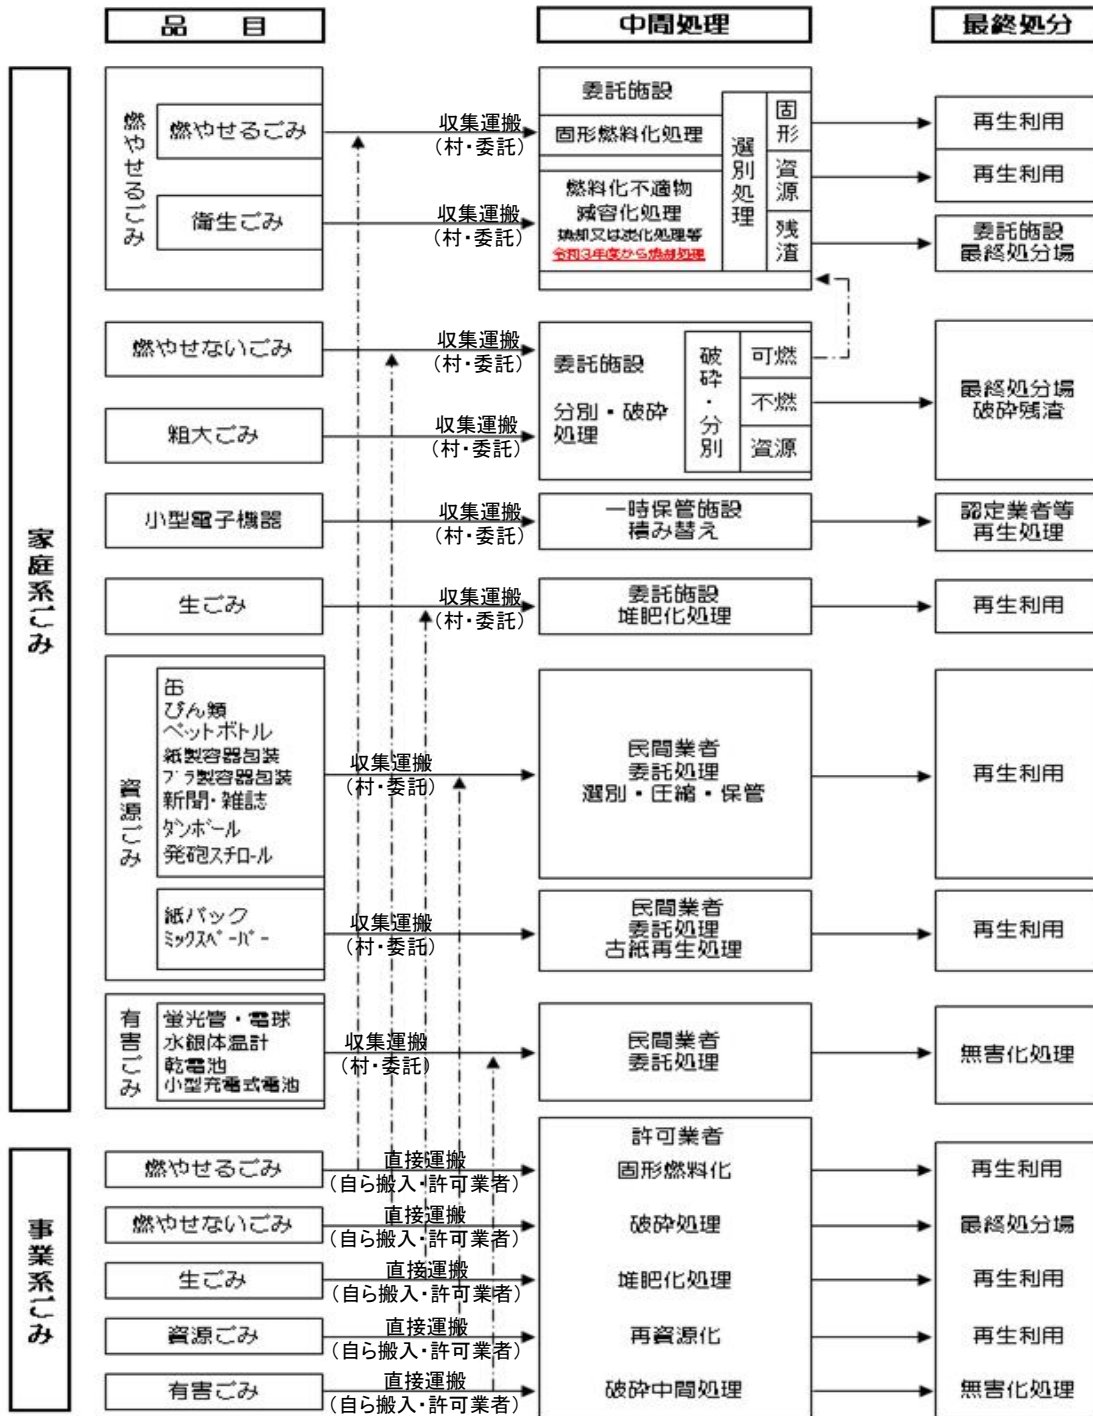 品 目
中間処理
最終処分
家庭系ごみ
燃やせるごみ
燃やせるごみ
収集運搬
(村・委託)
衛生ごみ
収集運搬
(村・委託)
委託施設
固形燃料化処理
燃料化不適物
減容化処理
焼却又は炭化処理等
令和3年度から焼却処理
選別処理
固形
資源
残渣
再生利用
再生利用
委託施設
最終処分場
燃やせないごみ
収集運搬
(村・委託)
粗大ごみ
収集運搬
(村・委託)
委託施設
分別・破砕
処理
破砕・分別
可燃
不燃
資源
最終処分場
破砕残渣
小型電子機器
収集運搬
(村・委託)
一時保管施設
積み替え
認定業者等
再生処理
生ごみ
収集運搬
(村・委託)
委託施設
堆肥化処理
再生利用
資源ごみ
缶
びん類
ペットボトル
紙製容器包装
プラ製容器包装
新聞・雑誌
ダンボール
発砲スチロール
収集運搬
(村・委託)
民間業者
委託処理
選別・圧縮・保管
再生利用
紙パック
ミックスペーパー
収集運搬
(村・委託)
民間業者
委託処理
古紙再生処理
再生利用
有害ごみ
蛍光管・電球
水銀体温計
乾電池
小型充電式電池
収集運搬
(村・委託)
民間業者
委託処理
無害化処理
事業系ごみ
許可業者
燃やせるごみ
直接運搬
(自ら搬入・許可業者)
固形燃料化
再生利用
燃やせないごみ
直接運搬
(自ら搬入・許可業者)
破砕処理
最終処分場
生ごみ
直接運搬
(自ら搬入・許可業者)
堆肥化処理
再生利用
資源ごみ
直接運搬
(自ら搬入・許可業者)
再資源化
再生利用
有害ごみ
直接運搬
(自ら搬入・許可業者)
破砕中間処理
無害化処理